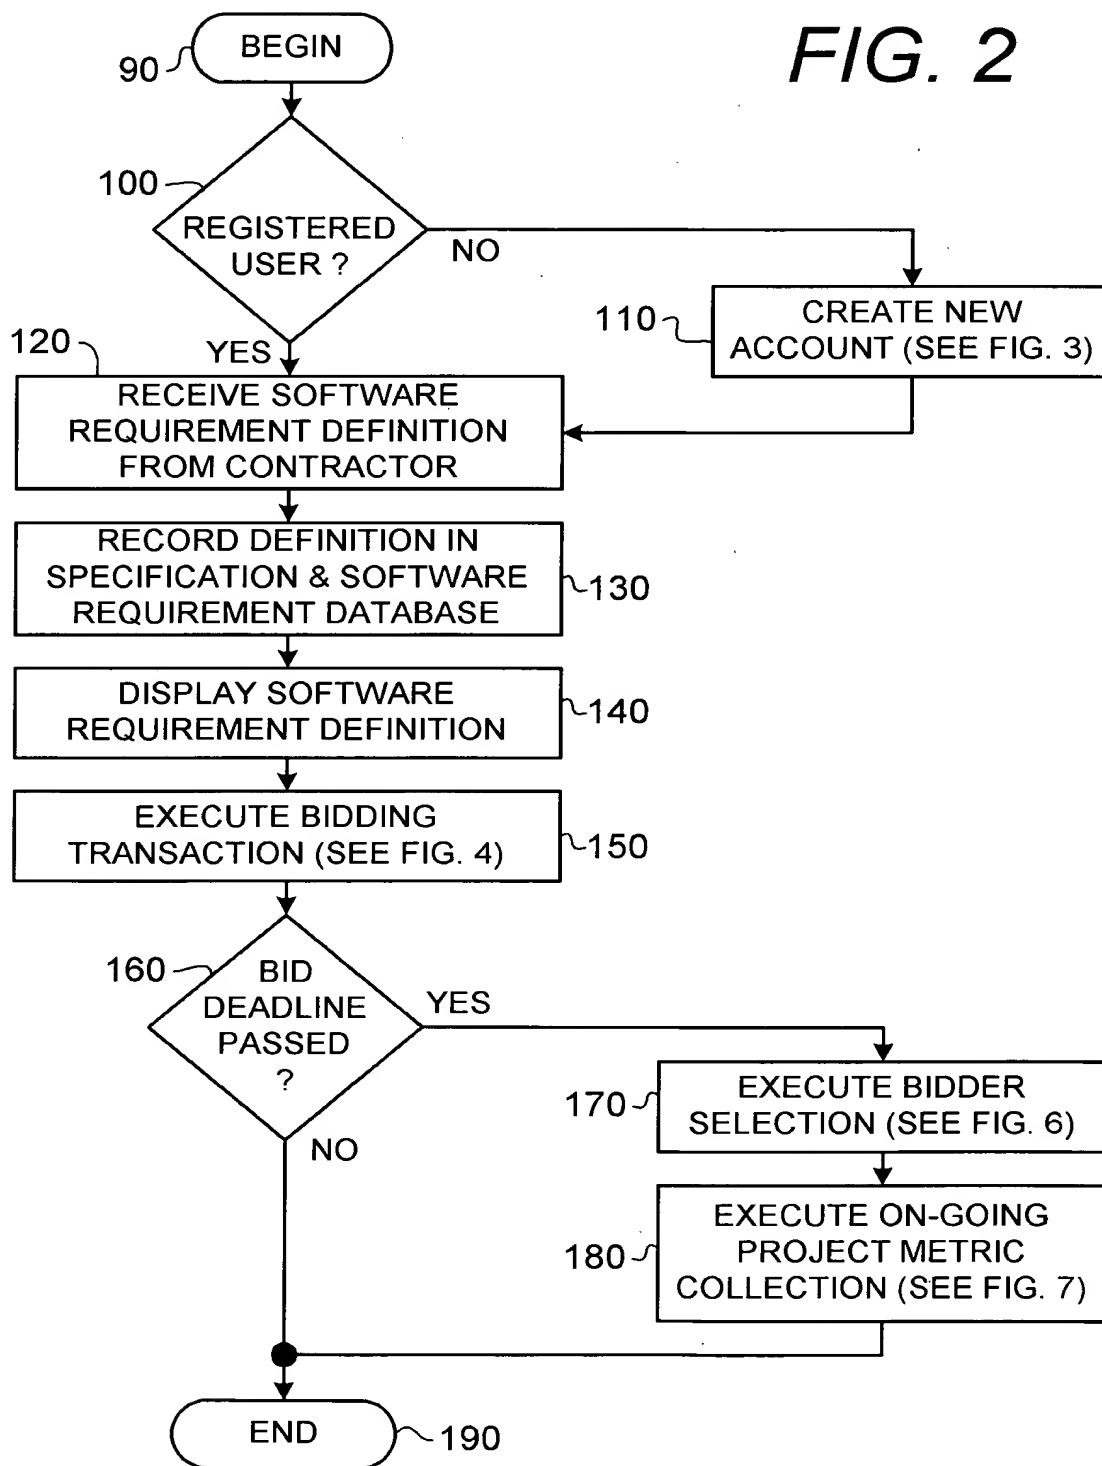 FIG. 2
BEGIN
90
100
REGISTERED
USER ?
NO
YES
110
CREATE NEW
ACCOUNT (SEE FIG. 3)
120
RECEIVE SOFTWARE
REQUIREMENT DEFINITION
FROM CONTRACTOR
RECORD DEFINITION IN
SPECIFICATION & SOFTWARE
REQUIREMENT DATABASE
130
DISPLAY SOFTWARE
REQUIREMENT DEFINITION
140
EXECUTE BIDDING
TRANSACTION (SEE FIG. 4)
150
160
BID
DEADLINE
PASSED
?
YES
NO
170
EXECUTE BIDDER
SELECTION (SEE FIG. 6)
180
EXECUTE ON-GOING
PROJECT METRIC
COLLECTION (SEE FIG. 7)
END
190